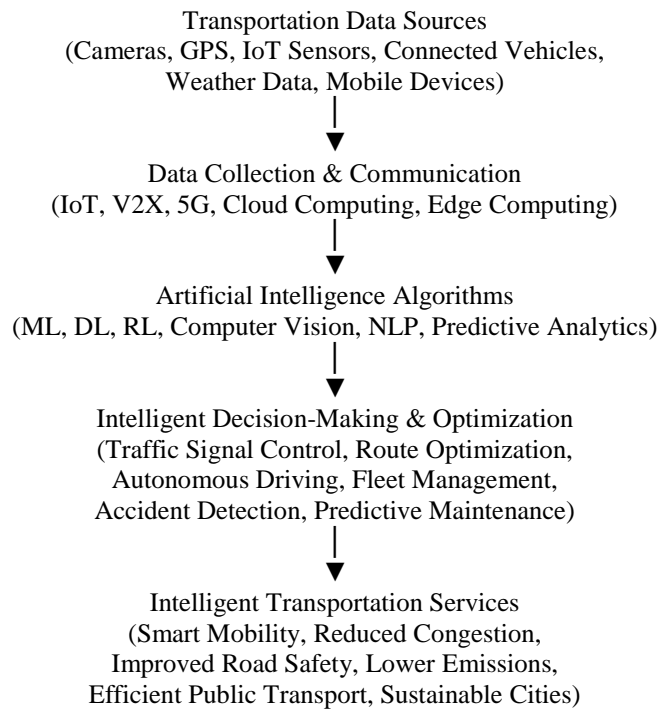 Transportation Data Sources
(Cameras, GPS, IoT Sensors, Connected Vehicles,
Weather Data, Mobile Devices)
Data Collection & Communication
(IoT, V2X, 5G, Cloud Computing, Edge Computing)
Artificial Intelligence Algorithms
(ML, DL, RL, Computer Vision, NLP, Predictive Analytics)
Intelligent Decision-Making & Optimization
(Traffic Signal Control, Route Optimization,
Autonomous Driving, Fleet Management,
Accident Detection, Predictive Maintenance)
Intelligent Transportation Services
(Smart Mobility, Reduced Congestion,
Improved Road Safety, Lower Emissions,
Efficient Public Transport, Sustainable Cities)